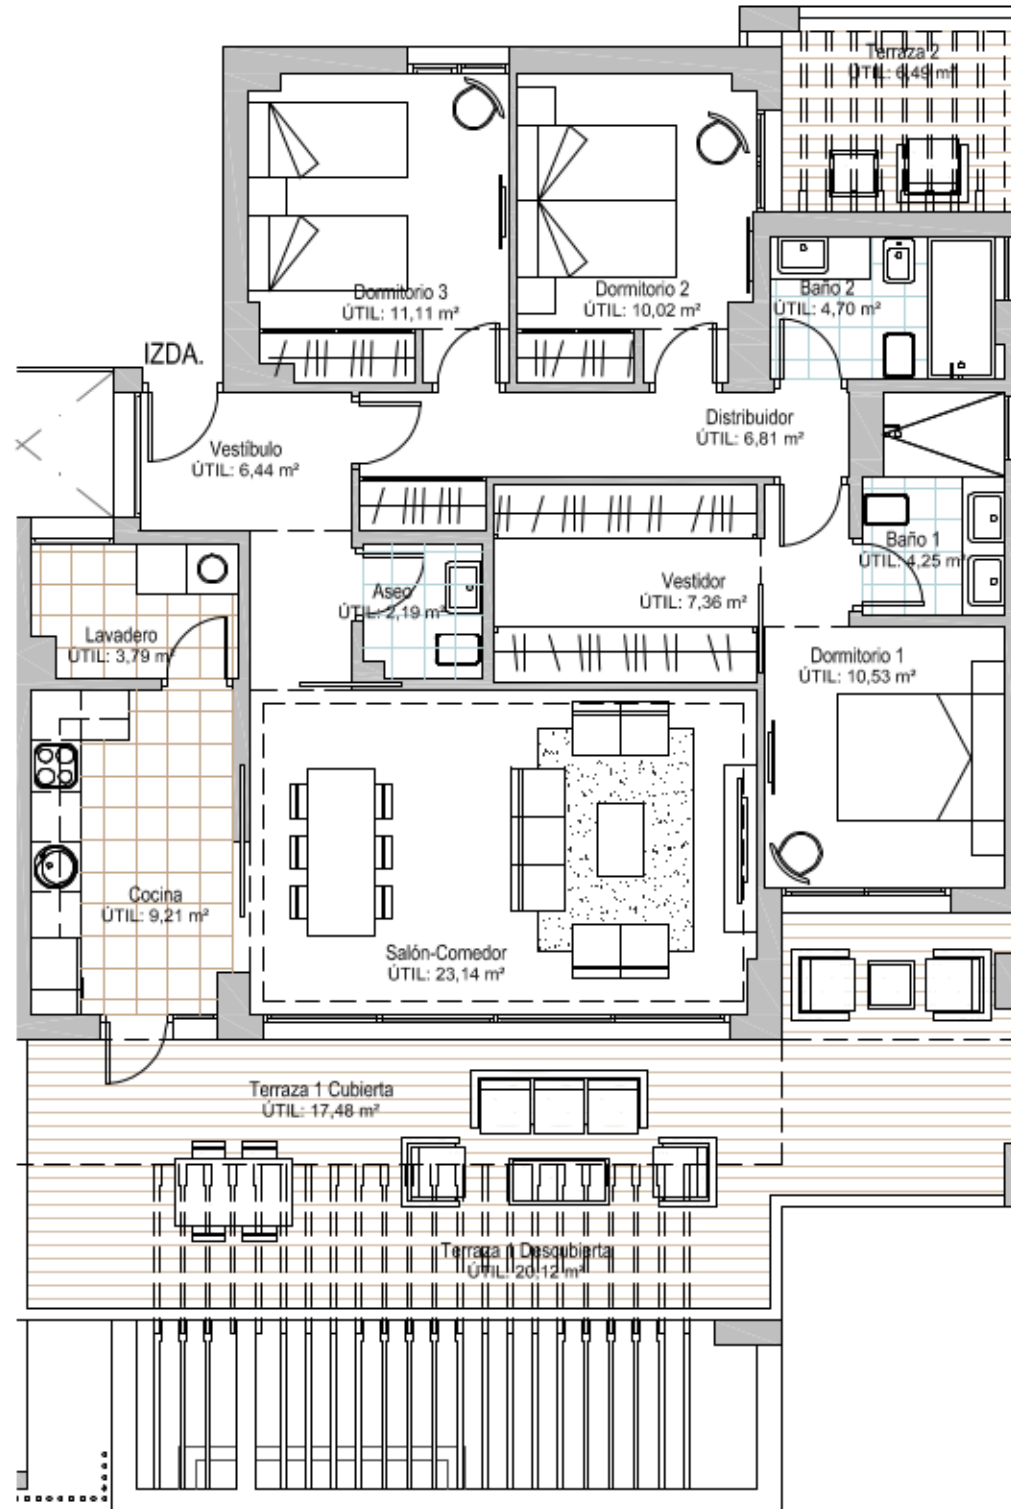 Terraza 2
ÚTIL: 6,49 m²
Dormitorio 3
ÚTIL: 11,11 m²
Dormitorio 2
ÚTIL: 10,02 m²
Baño 2
ÚTIL: 4,70 m²
IZDA.
Vestíbulo
ÚTIL: 6,44 m²
Distribuidor
ÚTIL: 6,81 m²
Baño 1
ÚTIL: 4,25 m²
Vestidor
ÚTIL: 7,36 m²
Aseo
ÚTIL: 2,19 m²
Lavadero
ÚTIL: 3,79 m²
Dormitorio 1
ÚTIL: 10,53 m²
Cocina
ÚTIL: 9,21 m²
Salón-Comedor
ÚTIL: 23,14 m²
Terraza 1 Cubierta
ÚTIL: 17,48 m²
Terraza 1 Descubierta
ÚTIL: 20,12 m²